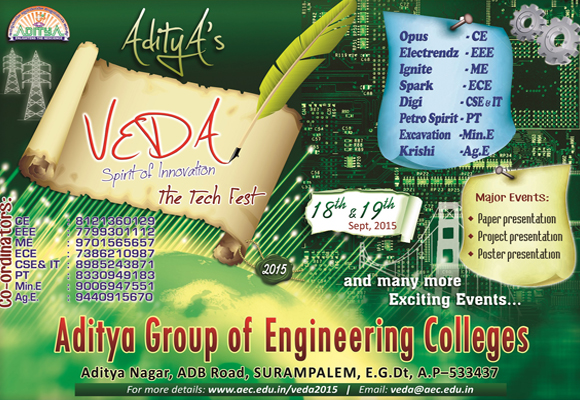 ADITYA
AdityA's
VEDA
Spirit of Innovation
The Tech Fest
Opus - CE
Electrendz - EEE
Ignite - ME
Spark - ECE
Digi - CSE & IT
Petro Spirit - PT
Excavation - Min.E
Krishi - Ag.E
18th & 19th
Sept, 2015
Major Events:
Paper presentation
Project presentation
Poster presentation
Co-ordinators:
CE : 8121360129
EEE : 7799301112
ME : 9701565657
ECE : 7386210987
CSE& IT : 8985243871
PT : 8330949183
Min.E : 9006947551
Ag.E. : 9440915670
2015
and many more
Exciting Events...
Aditya Group of Engineering Colleges
Aditya Nagar, ADB Road, SURAMPALEM, E.G.Dt, A.P–533437
For more details: www.aec.edu.in/veda2015 | Email: veda@aec.edu.in